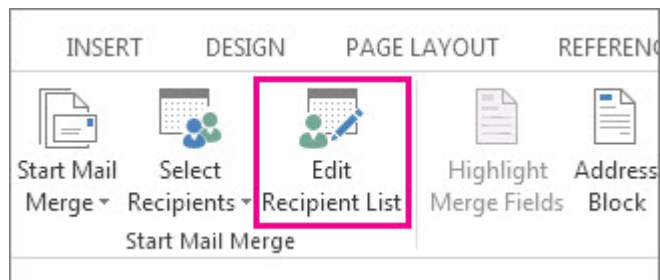 INSERT DESIGN PAGE LAYOUT
Start Mail Select Edit Highlight Address
Merge Recipients Recipient List Merge Fields Block
Start Mail Merge